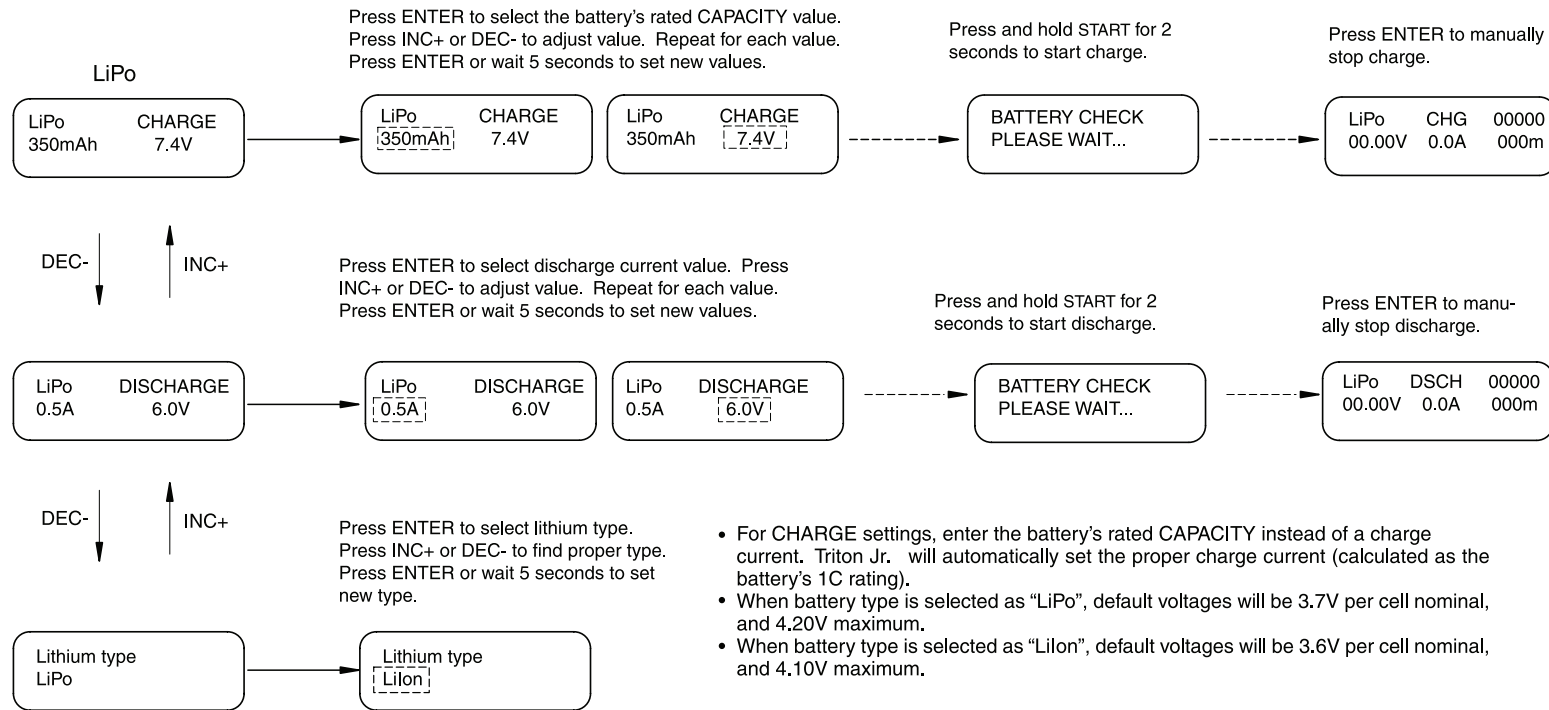 Press ENTER to select the battery's rated CAPACITY value.
Press INC+ or DEC- to adjust value. Repeat for each value.
Press ENTER or wait 5 seconds to set new values.
Press and hold START for 2
seconds to start charge.
Press ENTER to manually
stop charge.
LiPo
LiPo CHARGE
350mAh 7.4V
LiPo CHARGE
350mAh 7.4V
LiPo CHARGE
350mAh 7.4V
BATTERY CHECK
PLEASE WAIT...
LiPo CHG 00000
00.00V 0.0A 000m
DEC- INC+
Press ENTER to select discharge current value. Press
INC+ or DEC- to adjust value. Repeat for each value.
Press ENTER or wait 5 seconds to set new values.
Press and hold START for 2
seconds to start discharge.
Press ENTER to manu-
ally stop discharge.
LiPo DISCHARGE
0.5A 6.0V
LiPo DISCHARGE
0.5A 6.0V
LiPo DISCHARGE
0.5A 6.0V
BATTERY CHECK
PLEASE WAIT...
LiPo DSCH 00000
00.00V 0.0A 000m
DEC- INC+
Press ENTER to select lithium type.
Press INC+ or DEC- to find proper type.
Press ENTER or wait 5 seconds to set
new type.
• For CHARGE settings, enter the battery's rated CAPACITY instead of a charge
current. Triton Jr. will automatically set the proper charge current (calculated as the
battery's 1C rating).
• When battery type is selected as "LiPo", default voltages will be 3.7V per cell nominal,
and 4.20V maximum.
• When battery type is selected as "LiIon", default voltages will be 3.6V per cell nominal,
and 4.10V maximum.
Lithium type
LiPo
Lithium type
LiIon